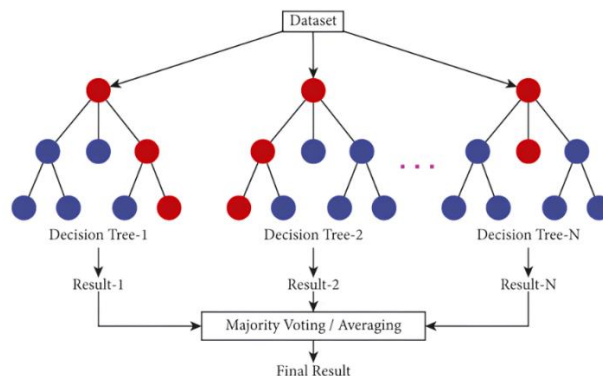 Dataset
Decision Tree-1
Decision Tree-2
Decision Tree-N
Result-1
Result-2
Result-N
Majority Voting / Averaging
Final Result